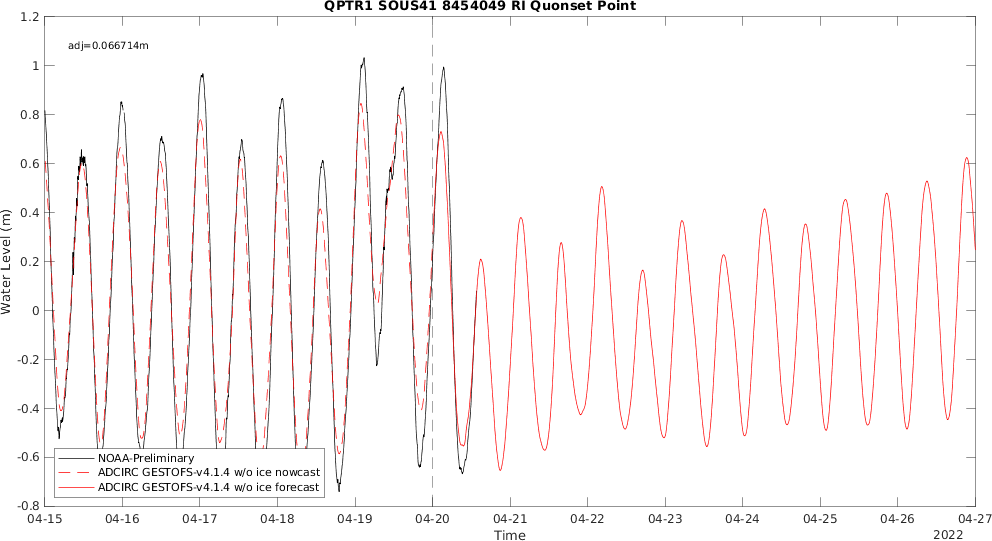 QPTR1 SOUS41 8454049 RI Quonset Point
adj=0.066714m
1.2
1
0.8
0.6
0.4
0.2
0
-0.2
-0.4
-0.6
-0.8
Water Level (m)
NOAA-Preliminary
ADCIRC GESTOFS-v4.1.4 w/o ice nowcast
ADCIRC GESTOFS-v4.1.4 w/o ice forecast
04-15 04-16 04-17 04-18 04-19 04-20 04-21 04-22 04-23 04-24 04-25 04-26 04-27
Time
2022